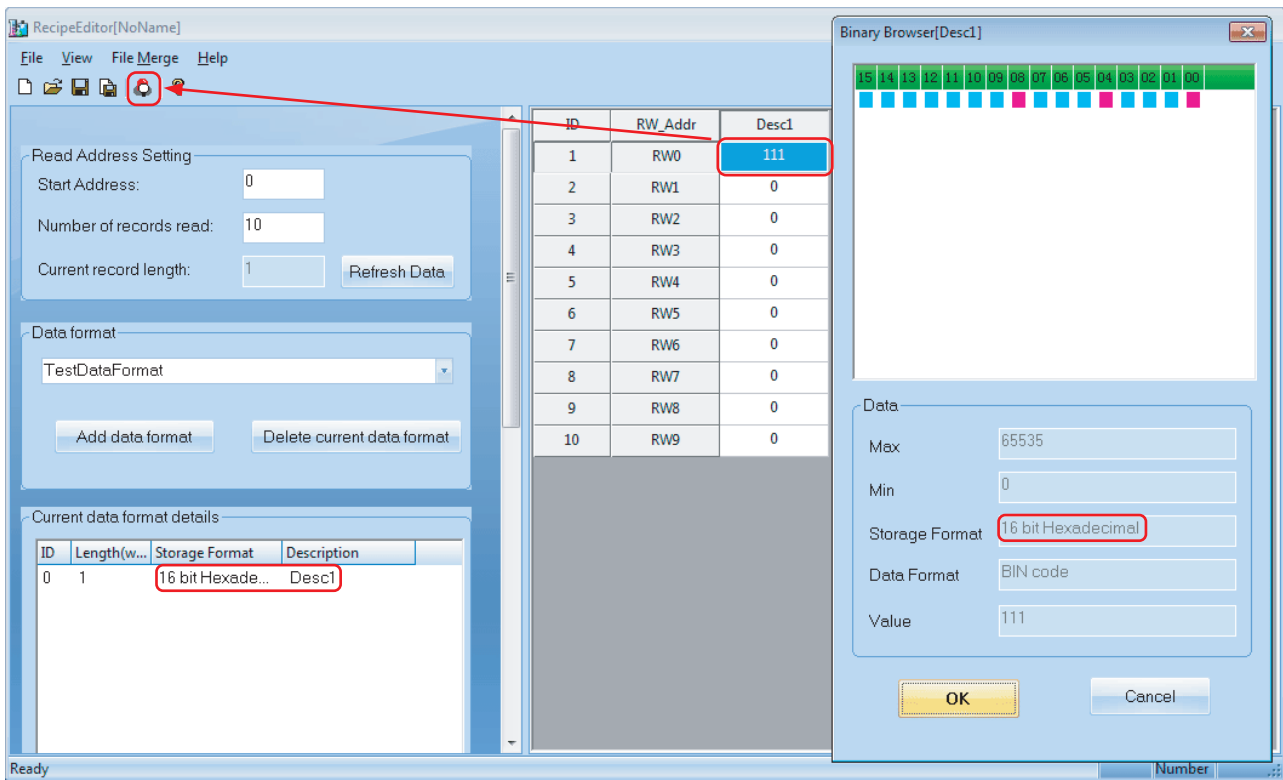 RecipeEditor[NoName]
File View File Merge Help
Read Address Setting
Start Address: 0
Number of records read: 10
Current record length: 1 Refresh Data
Data format
TestDataFormat
Add data format Delete current data format
Current data format details
ID Length(w... Storage Format Description
0 1 16 bit Hexade... Desc1
ID RW_Addr Desc1
1 RW0 111
2 RW1 0
3 RW2 0
4 RW3 0
5 RW4 0
6 RW5 0
7 RW6 0
8 RW7 0
9 RW8 0
10 RW9 0
Binary Browser[Desc1]
15 14 13 12 11 10 09 08 07 06 05 04 03 02 01 00
Data
Max 65535
Min 0
Storage Format 16 bit Hexadecimal
Data Format BIN code
Value 111
OK Cancel
Ready Number